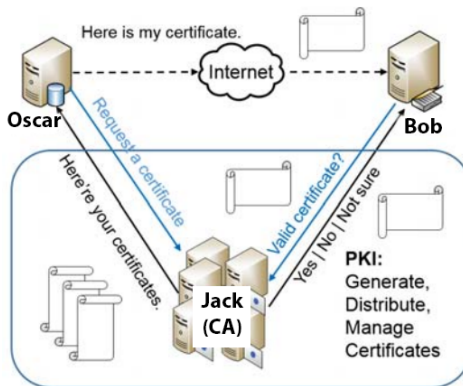 Here is my certificate.
Internet
Oscar
Bob
Request a certificate
Here're your certificates.
Valid certificate?
Yes | No | Not sure
Jack
(CA)
PKI:
Generate,
Distribute,
Manage
Certificates